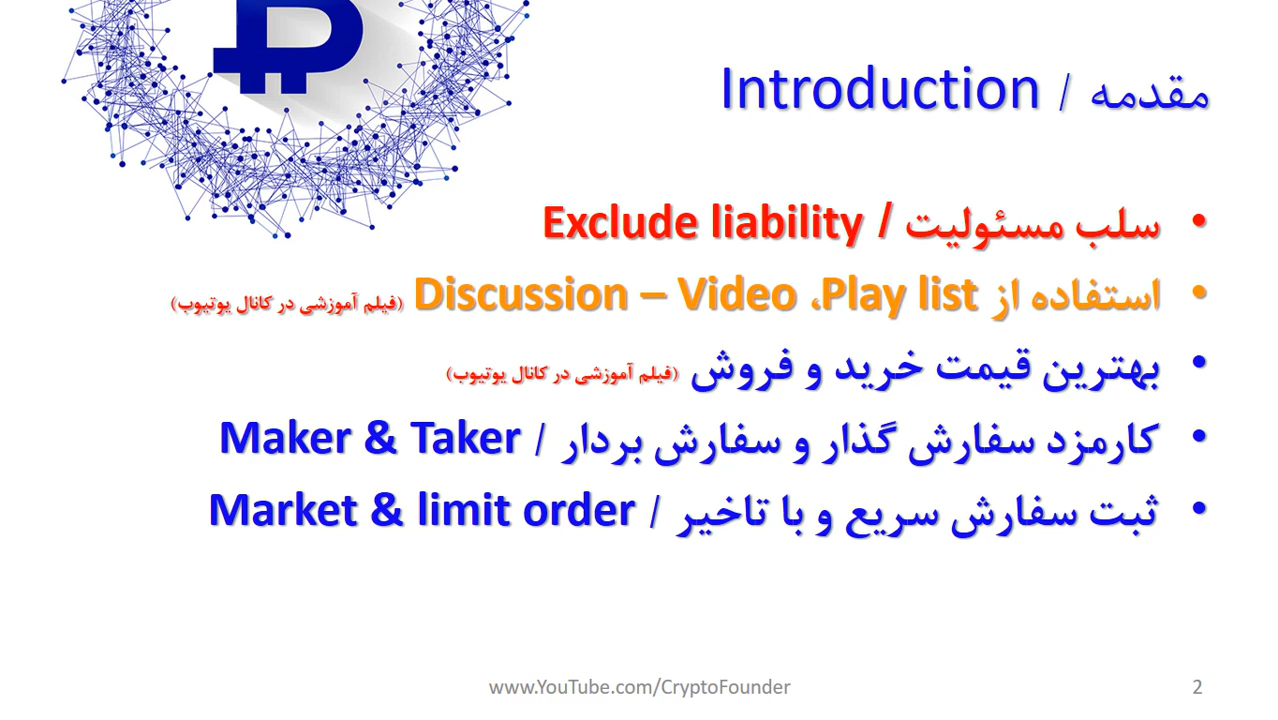 مقدمه / Introduction
• سلب مسئولیت / Exclude liability
• استفاده از Discussion – Video ،Play list (فیلم آموزشی در کانال یوتیوب)
• بهترین قیمت خرید و فروش (فیلم آموزشی در کانال یوتیوب)
• کارمزد سفارش گذار و سفارش بردار / Maker & Taker
• ثبت سفارش سریع و با تاخیر / Market & limit order
www.YouTube.com/CryptoFounder
2